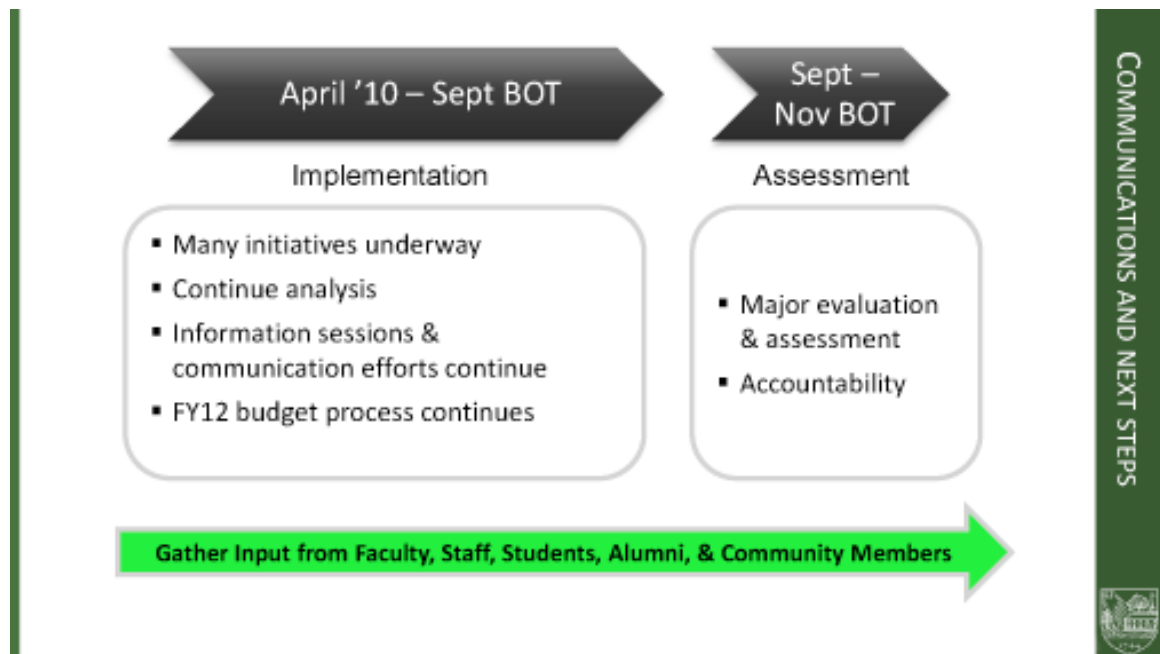 April ’10 – Sept BOT
Sept –
Nov BOT
Implementation
Assessment
▪ Many initiatives underway
▪ Continue analysis
▪ Information sessions &
communication efforts continue
▪ FY12 budget process continues
▪ Major evaluation
& assessment
▪ Accountability
Gather Input from Faculty, Staff, Students, Alumni, & Community Members
COMMUNICATIONS AND NEXT STEPS